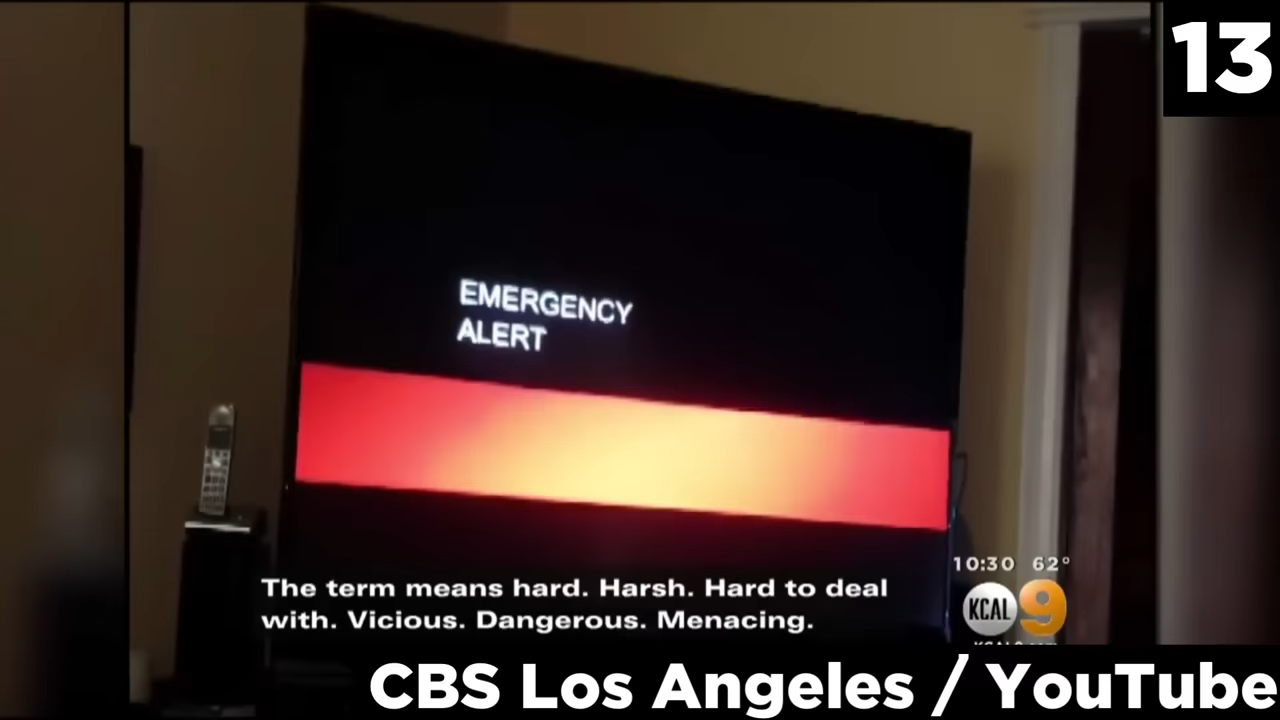 13
EMERGENCY
ALERT
The term means hard. Harsh. Hard to deal
with. Vicious. Dangerous. Menacing.
10:30 62°
KCAL 9
CBS Los Angeles / YouTube